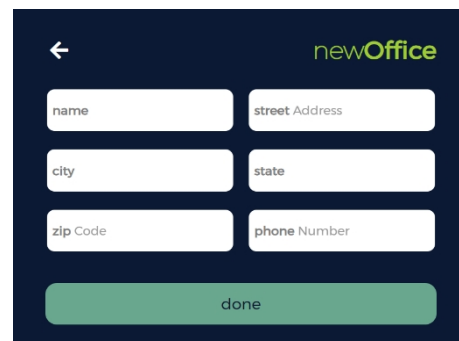 newOffice
name
street Address
city
state
zip Code
phone Number
done